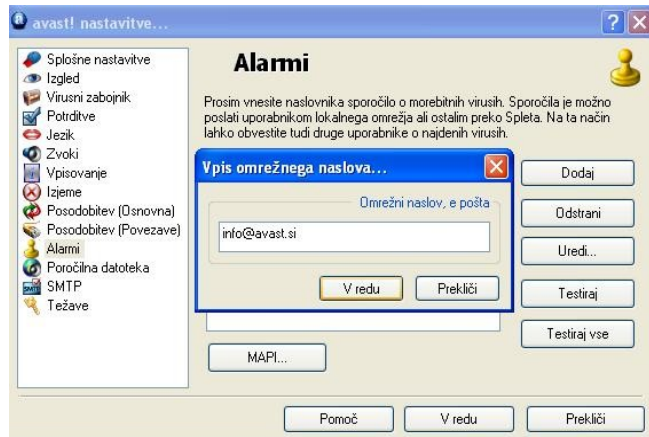 avast! nastavitve...
Splošne nastavitve
Izgled
Virusni zabojnik
Potrditve
Jezik
Zvoki
Vpisovanje
Izjeme
Posodobitev (Osnovna)
Posodobitev (Povezave)
Alarmi
Poročilna datoteka
SMTP
Težave
Alarmi
Prosim vnesite naslovnika sporočilo o morebitnih virusih. Sporočila je možno
poslati uporabnikom lokalnega omrežja ali ostalim preko Spleta. Na ta način
lahko obvestite tudi druge uporabnike o najdenih virusih.
Vpis omrežnega naslova...
Omrežni naslov, e pošta
info@avast.si
V redu
Prekliči
Dodaj
Odstrani
Uredi...
Testiraj
Testiraj vse
MAPI...
Pomoč
V redu
Prekliči